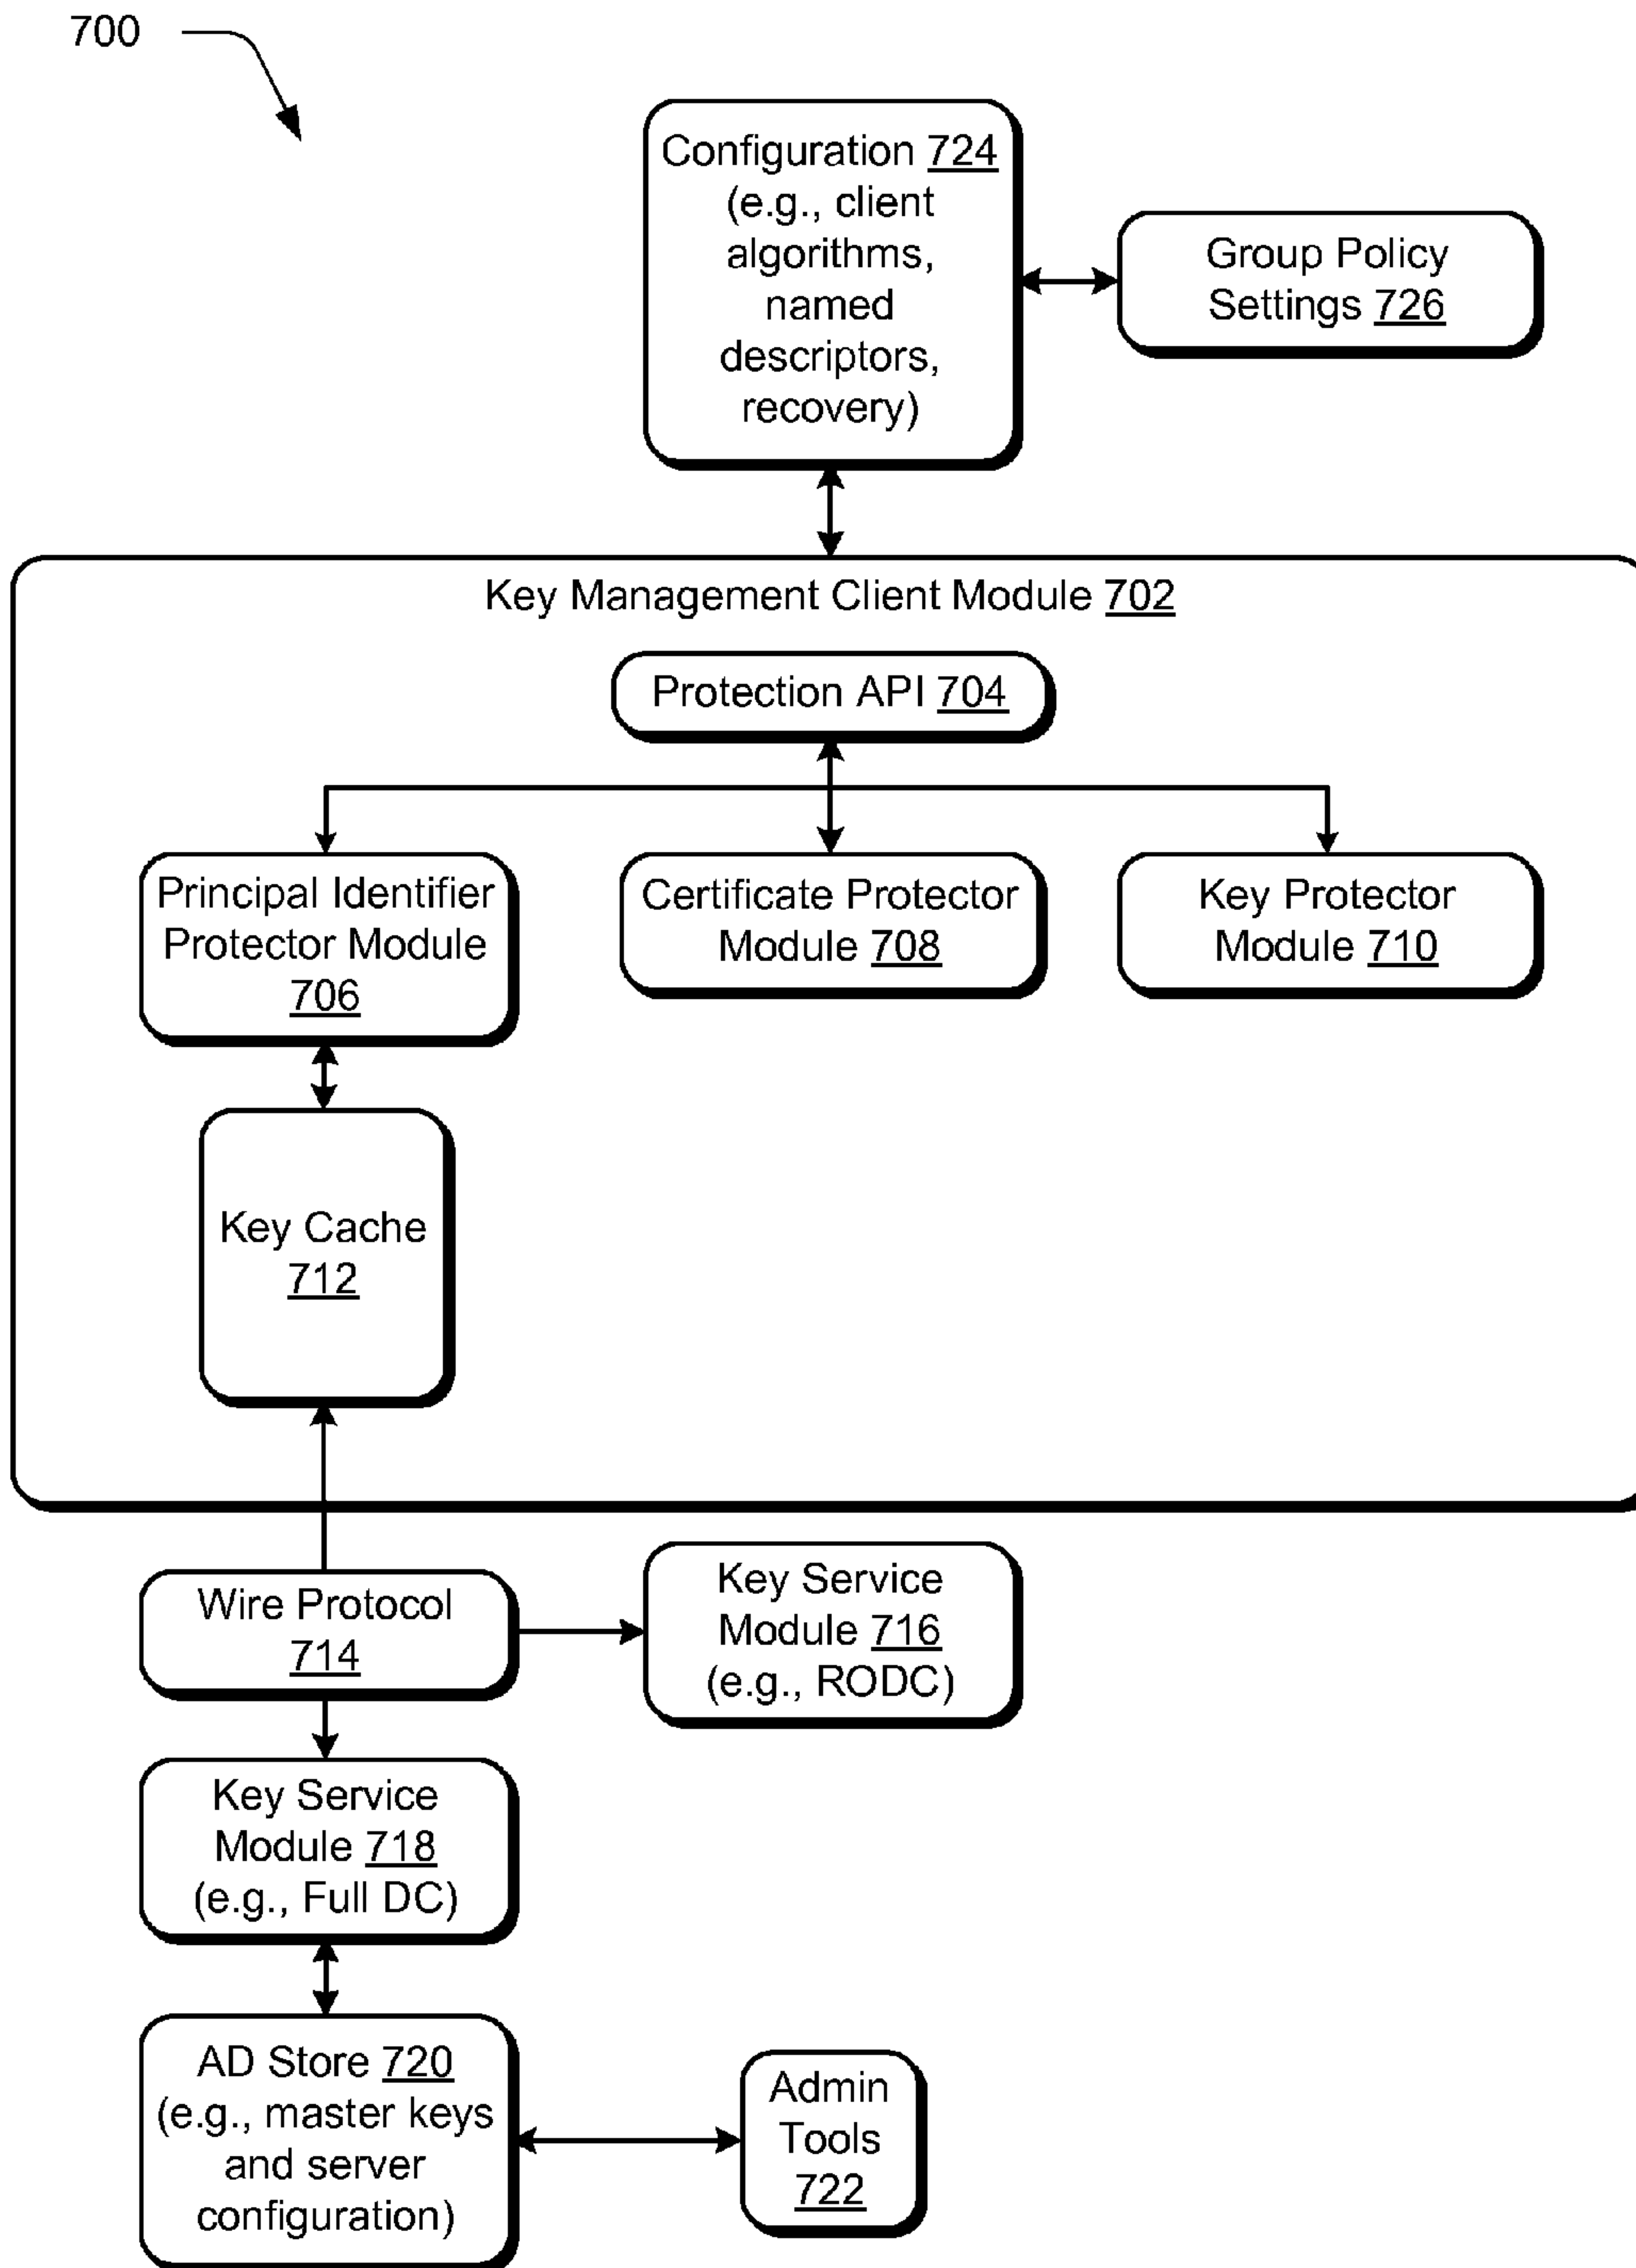 700
Configuration 724
(e.g., client
algorithms,
named
descriptors,
recovery)
Group Policy
Settings 726
Key Management Client Module 702
Protection API 704
Principal Identifier
Protector Module
706
Certificate Protector
Module 708
Key Protector
Module 710
Key Cache
712
Wire Protocol
714
Key Service
Module 716
(e.g., RODC)
Key Service
Module 718
(e.g., Full DC)
AD Store 720
(e.g., master keys
and server
configuration)
Admin
Tools
722